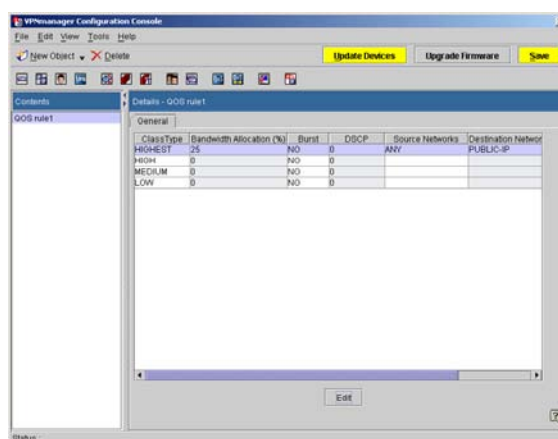 VPNmanager Configuration Console
File Edit View Tools Help
New Object Delete Update Devices Upgrade Firmware Save
Contents Details - QOS rule1
QOS rule1
General
ClassType Bandwidth Allocation (%) Burst DSCP Source Networks Destination Networ
HIGHEST 25 NO 0 ANY PUBLIC-IP
HIGH 0 NO 0
MEDIUM 0 NO 0
LOW 0 NO 0
Edit
Status :